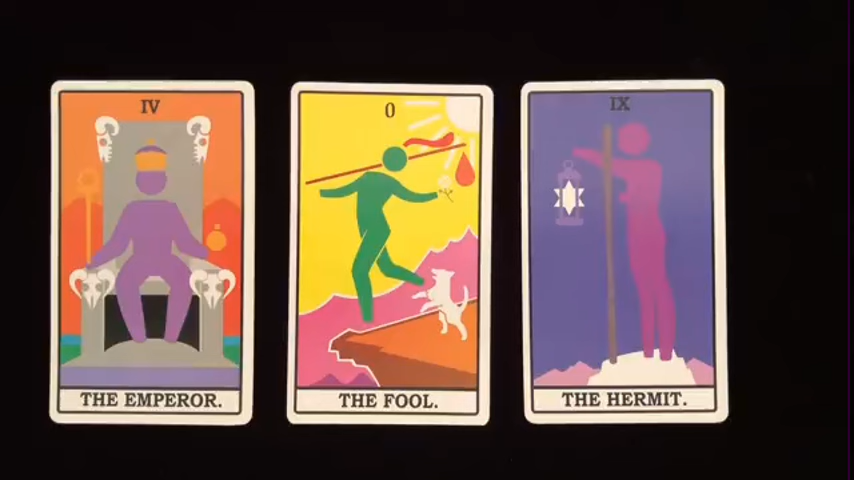 IV
THE EMPEROR.
0
THE FOOL.
IX
THE HERMIT.